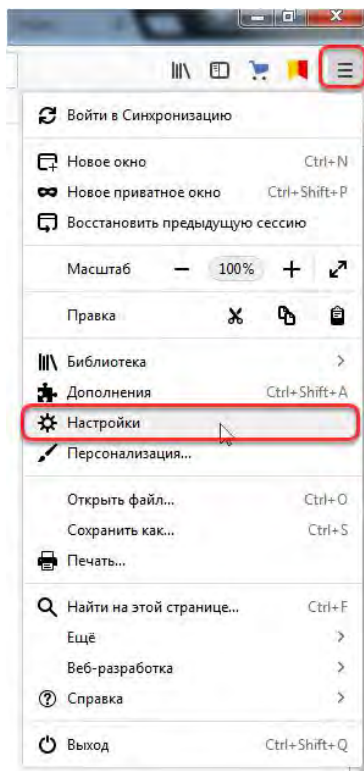 Войти в Синхронизацию
Новое окно Ctrl+N
Новое приватное окно Ctrl+Shift+P
Восстановить предыдущую сессию
Масштаб 100%
Правка
Библиотека
Дополнения Ctrl+Shift+A
Настройки
Персонализация...
Открыть файл... Ctrl+O
Сохранить как... Ctrl+S
Печать...
Найти на этой странице... Ctrl+F
Ещё
Веб-разработка
Справка
Выход Ctrl+Shift+Q